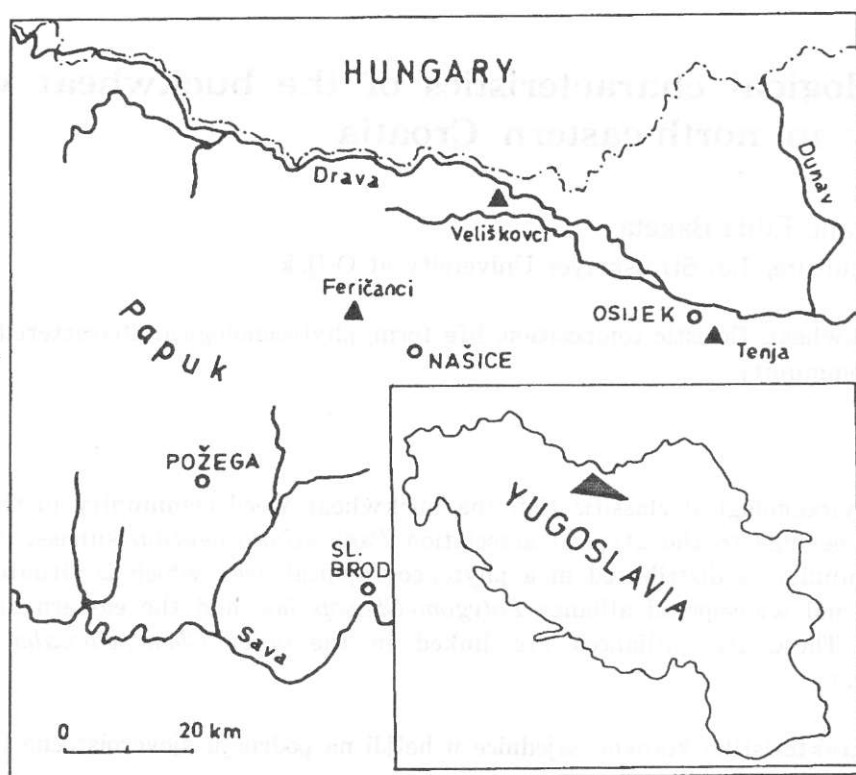 HUNGARY
Drava
Dunav
Veliškovci
Feričanci
OSIJEK
Tenja
NAŠICE
Papuk
POŽEGA
YUGOSLAVIA
SL.
BROD
Sava
0 20 km